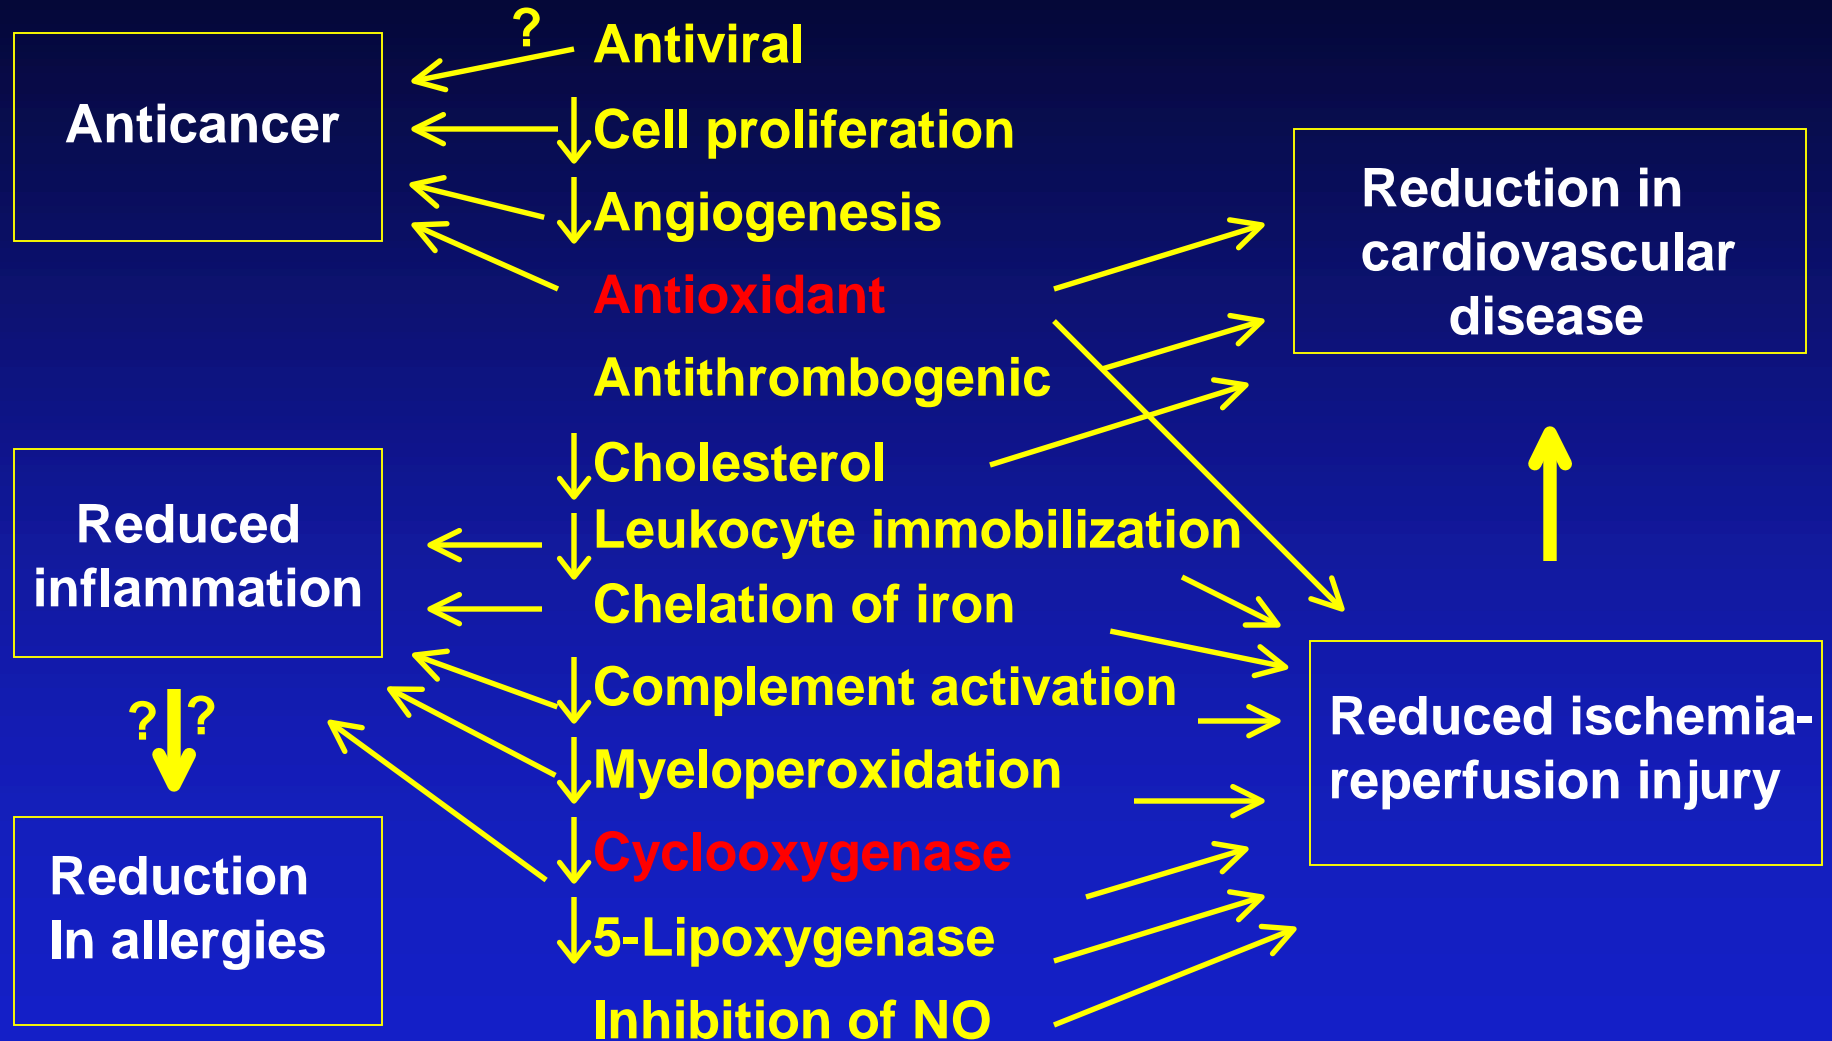 ?
Antiviral
Anticancer
Cell proliferation
Angiogenesis
Antioxidant
Antithrombogenic
Cholesterol
Leukocyte immobilization
Chelation of iron
Complement activation
Myeloperoxidation
Cyclooxygenase
5-Lipoxygenase
Inhibition of NO
Reduced
inflammation
? ?
Reduction
In allergies
Reduction in
cardiovascular
disease
Reduced ischemia-
reperfusion injury